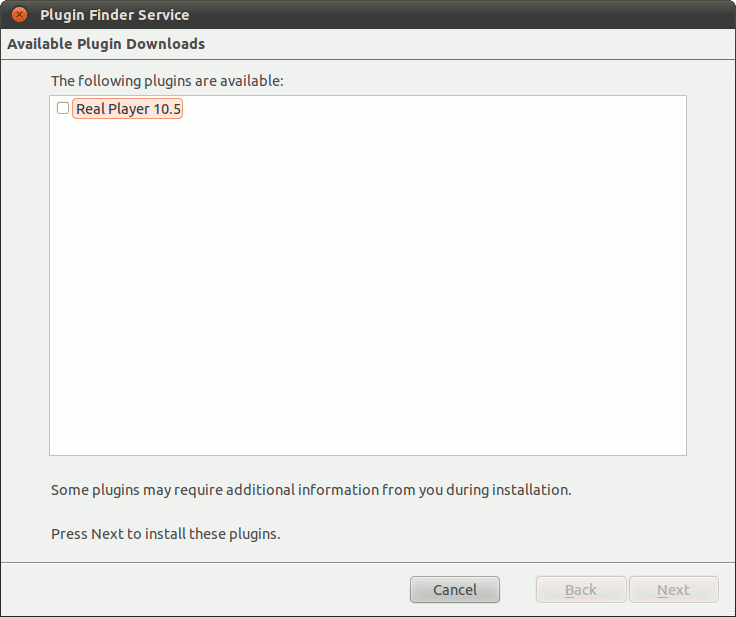 Plugin Finder Service
Available Plugin Downloads
The following plugins are available:
Real Player 10.5
Some plugins may require additional information from you during installation.
Press Next to install these plugins.
Cancel
Back
Next